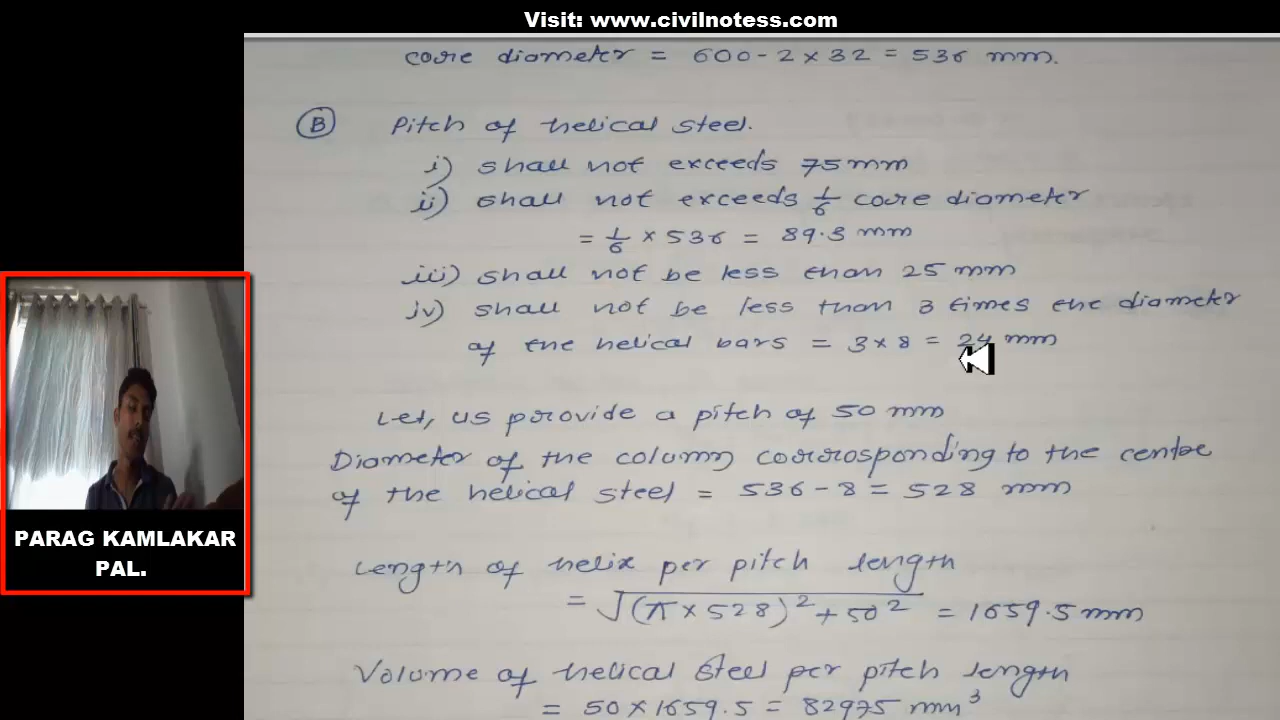 Visit: www.civilnotess.com
core diameter = 600 - 2 × 32 = 536 mm.
B Pitch of helical steel.
i) shall not exceeds 75 mm
ii) shall not exceeds 1/6 core diameter
= 1/6 × 536 = 89.3 mm
iii) shall not be less than 25 mm
iv) shall not be less than 3 times the diameter
of the helical bars = 3 × 8 = 24 mm
Let, us provide a pitch of 50 mm
Diameter of the column corrosponding to the centre
of the helical steel = 536 - 8 = 528 mm
Length of helix per pitch length
= √(π × 528)² + 50² = 1659.5 mm
Volume of helical steel per pitch length
= 50 × 1659.5 = 82975 mm³
PARAG KAMLAKAR
PAL.